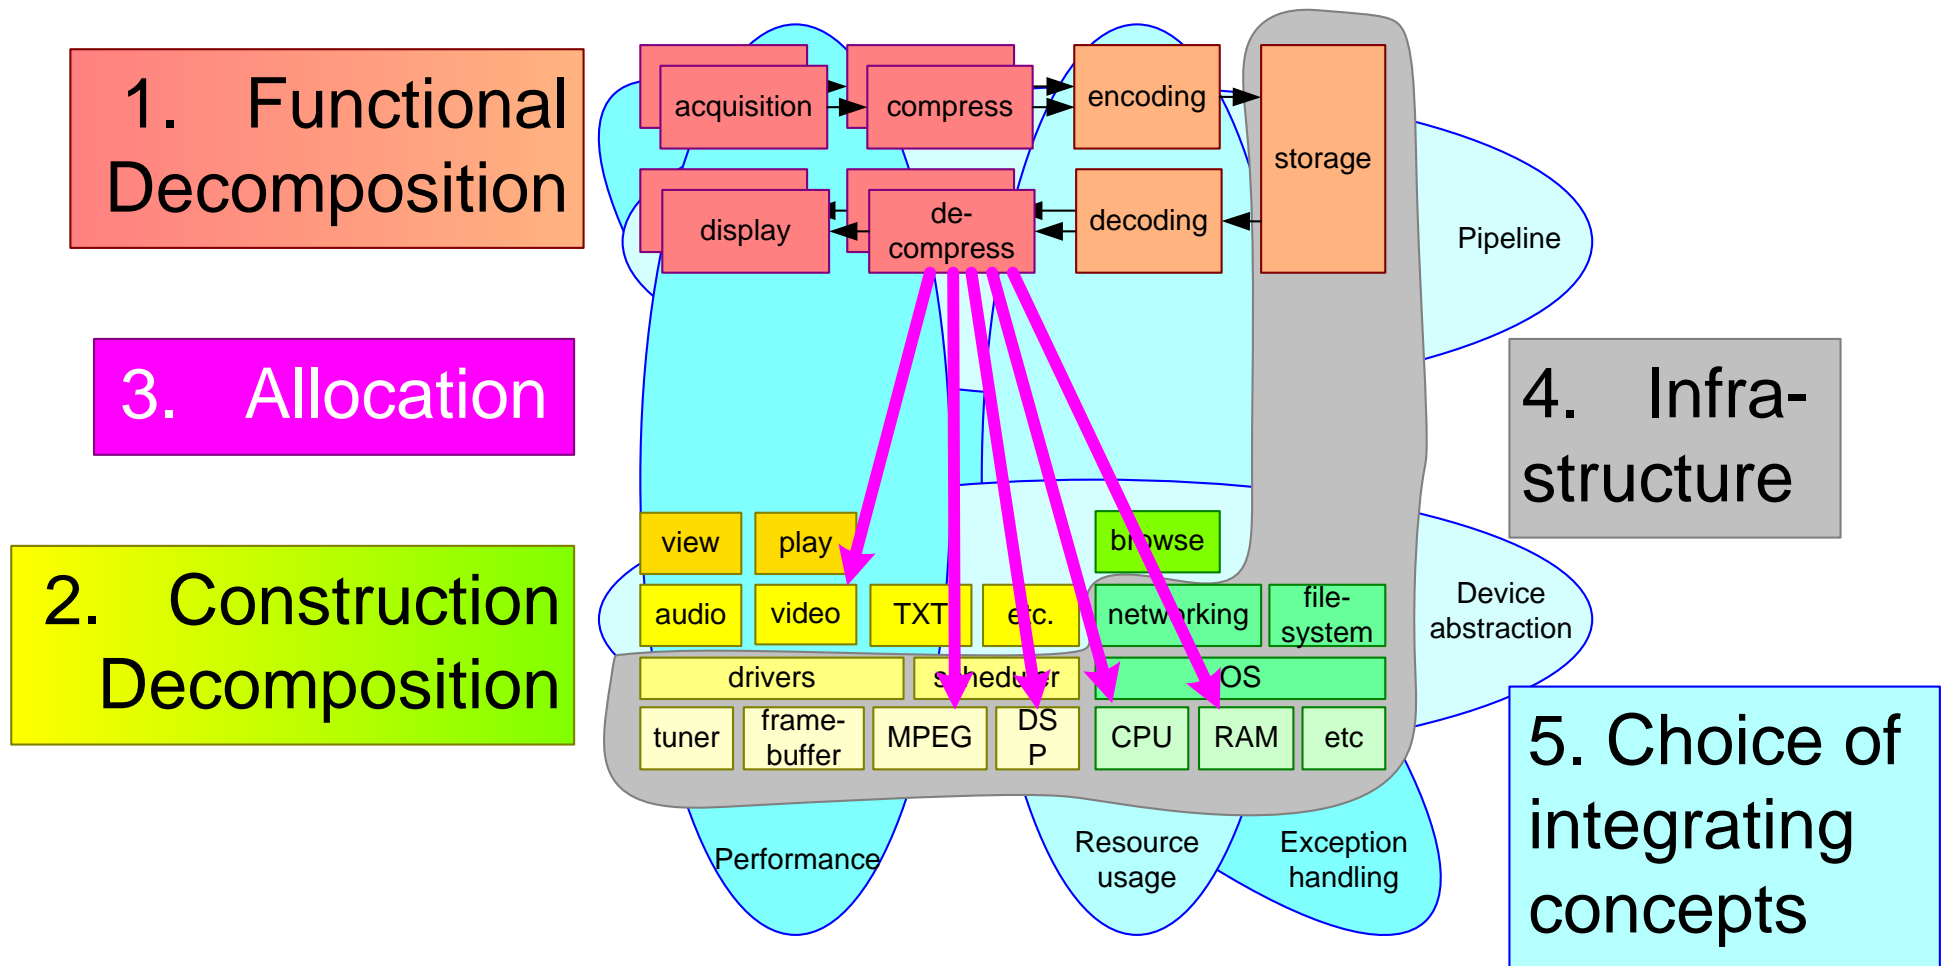 1. Functional
Decomposition
acquisition
compress
encoding
storage
display
de-
compress
decoding
Pipeline
3. Allocation
4. Infra-
structure
2. Construction
Decomposition
view
play
browse
audio
video
TXT
etc.
networking
file-
system
Device
abstraction
drivers
scheduler
OS
tuner
frame-
buffer
MPEG
DS
P
CPU
RAM
etc
5. Choice of
integrating
concepts
Performance
Resource
usage
Exception
handling